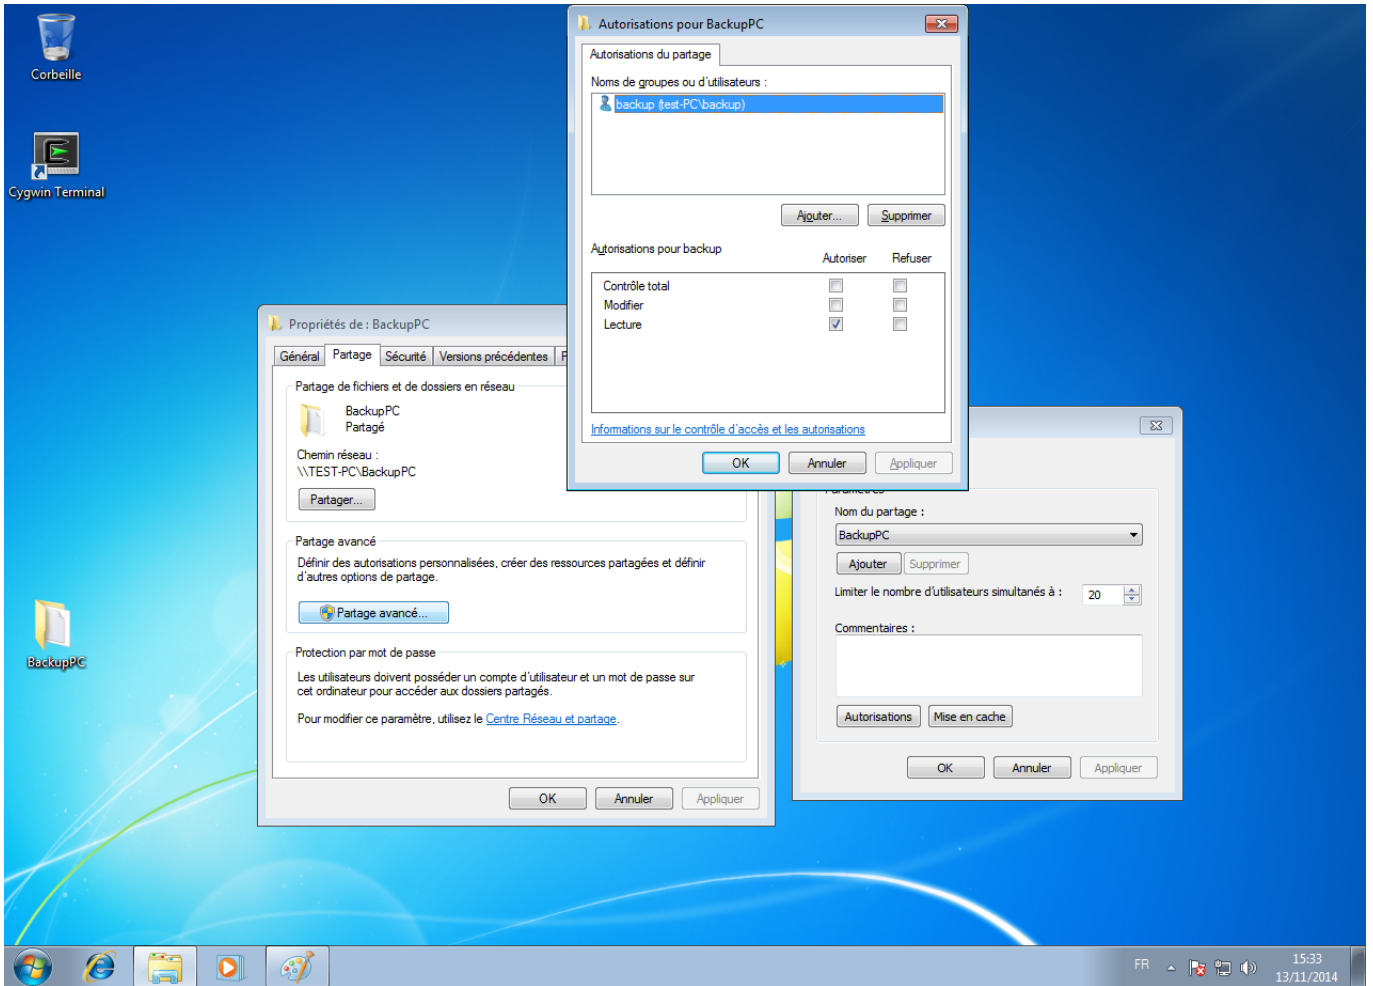 Corbeille
Cygwin Terminal
BackupPC
Autorisations pour BackupPC
Autorisations du partage
Noms de groupes ou d'utilisateurs :
backup (test-PC\backup)
Ajouter...
Supprimer
Autorisations pour backup
Autoriser
Refuser
Contrôle total
Modifier
Lecture
Informations sur le contrôle d'accès et les autorisations
OK
Annuler
Appliquer
Propriétés de : BackupPC
Général
Partage
Sécurité
Versions précédentes
Partage de fichiers et de dossiers en réseau
BackupPC
Partagé
Chemin réseau :
\\TEST-PC\BackupPC
Partager...
Partage avancé
Définir des autorisations personnalisées, créer des ressources partagées et définir
d'autres options de partage.
Partage avancé...
Protection par mot de passe
Les utilisateurs doivent posséder un compte d'utilisateur et un mot de passe sur
cet ordinateur pour accéder aux dossiers partagés.
Pour modifier ce paramètre, utilisez le Centre Réseau et partage.
OK
Annuler
Appliquer
Paramètres
Nom du partage :
BackupPC
Ajouter
Supprimer
Limiter le nombre d'utilisateurs simultanés à :
20
Commentaires :
Autorisations
Mise en cache
OK
Annuler
Appliquer
FR
15:33
13/11/2014